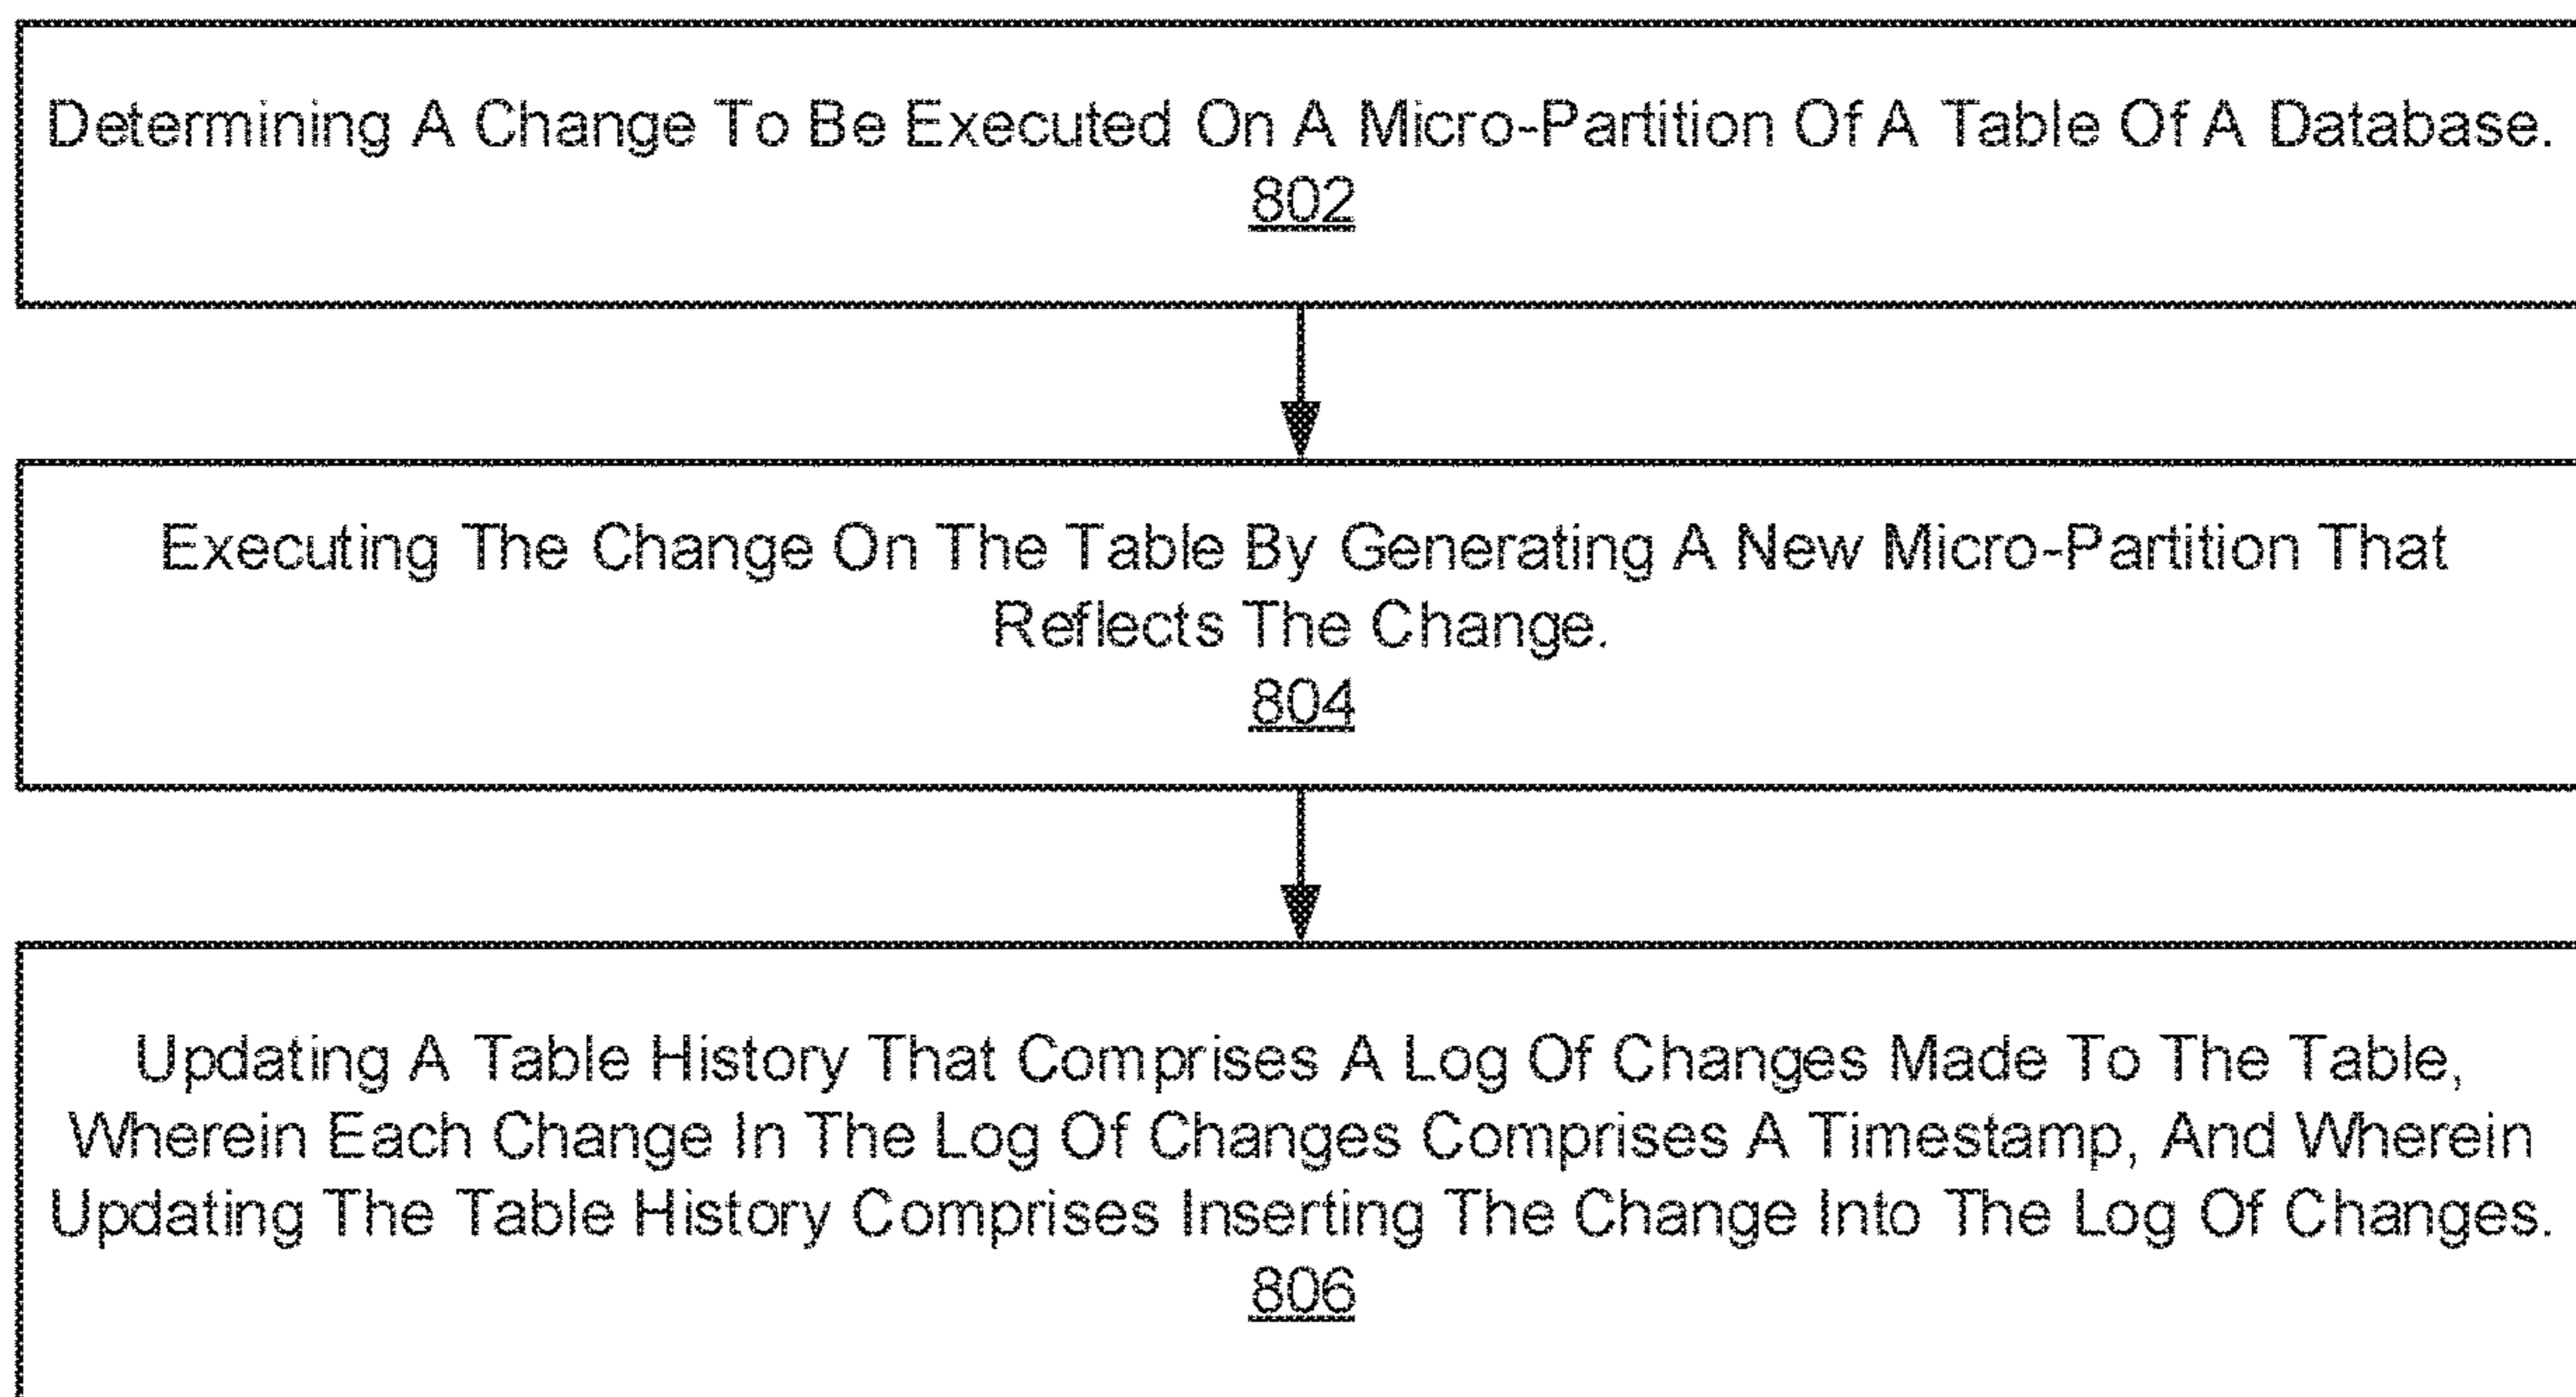 Determining A Change To Be Executed On A Micro-Partition Of A Table Of A Database.
802
Executing The Change On The Table By Generating A New Micro-Partition That
Reflects The Change.
804
Updating A Table History That Comprises A Log Of Changes Made To The Table,
Wherein Each Change In The Log Of Changes Comprises A Timestamp, And Wherein
Updating The Table History Comprises Inserting The Change Into The Log Of Changes.
806